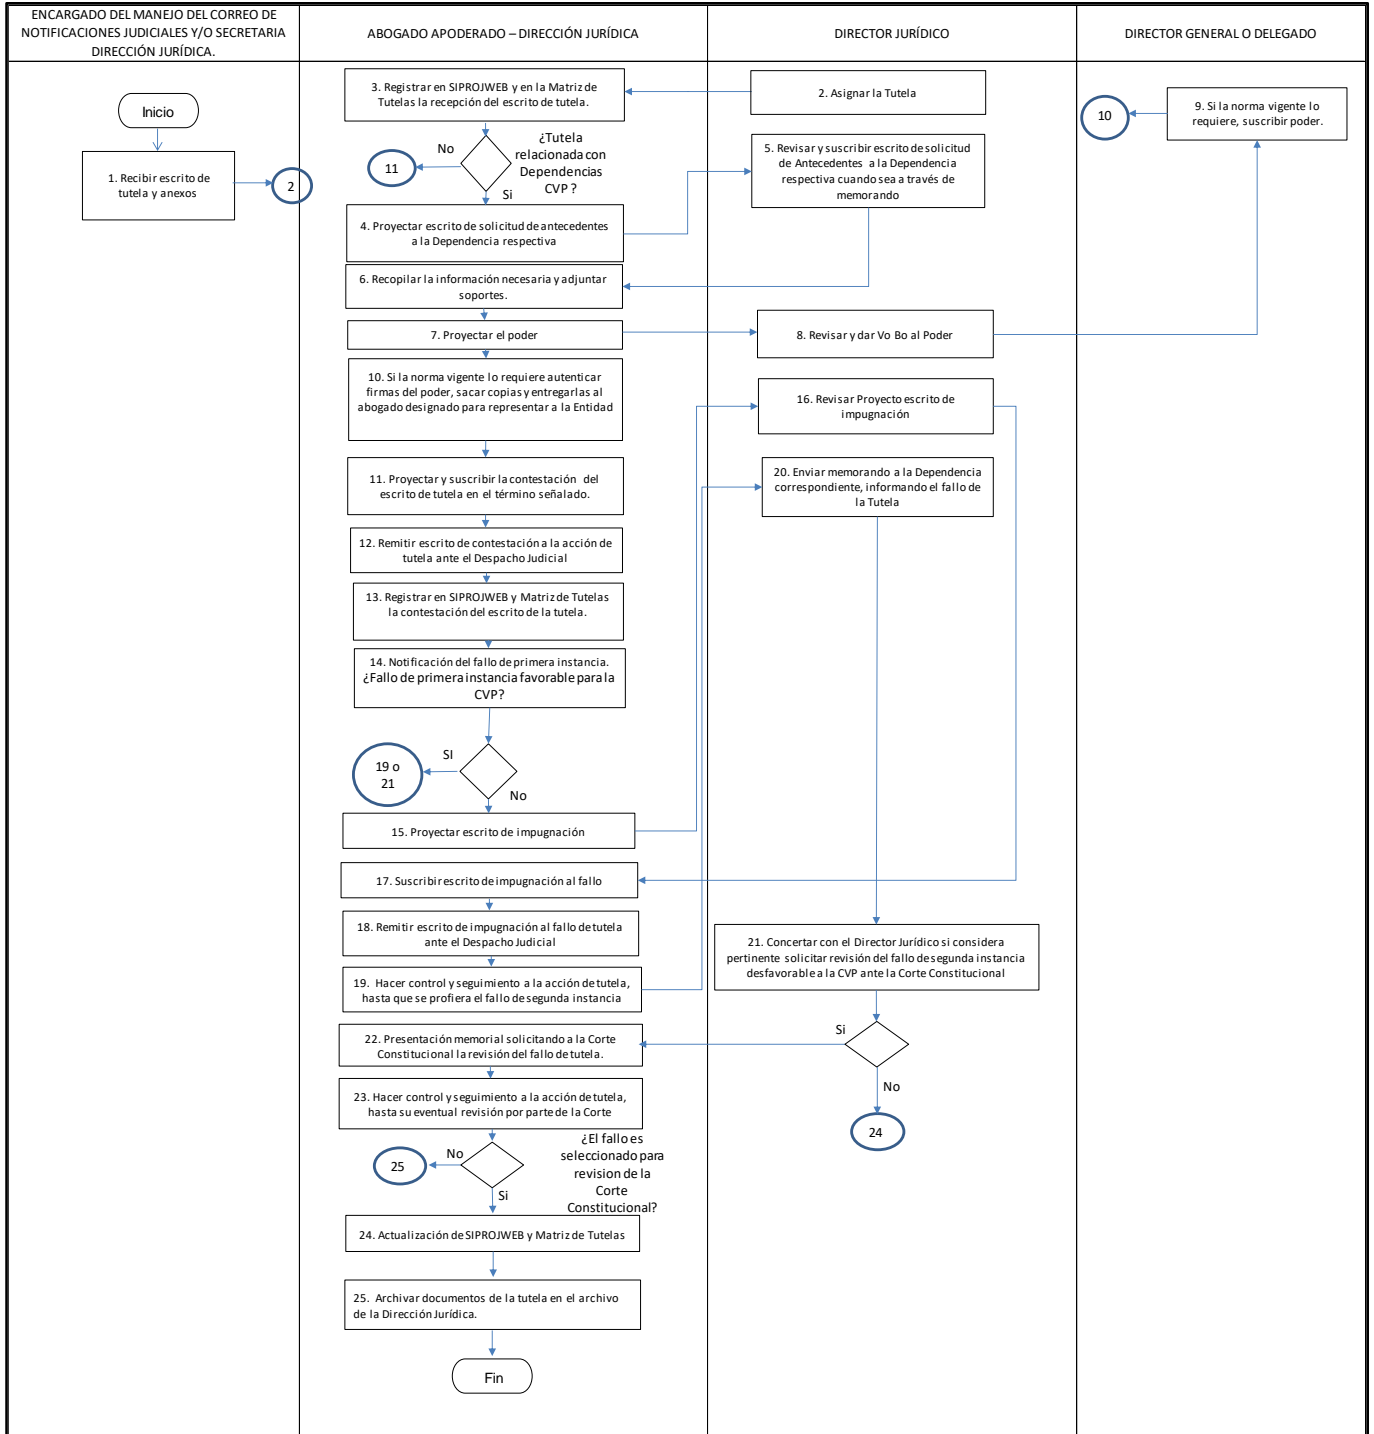 ENCARGADO DEL MANEJO DEL CORREO DE
NOTIFICACIONES JUDICIALES Y/O SECRETARIA
DIRECCIÓN JURÍDICA.
ABOGADO APODERADO – DIRECCIÓN JURÍDICA
DIRECTOR JURÍDICO
DIRECTOR GENERAL O DELEGADO
Inicio
1. Recibir escrito de
tutela y anexos
2
2. Asignar la Tutela
3. Registrar en SIPROJWEB y en la Matriz de
Tutelas la recepción del escrito de tutela.
¿Tutela
relacionada con
Dependencias
CVP ?
No
11
Si
4. Proyectar escrito de solicitud de antecedentes
a la Dependencia respectiva
5. Revisar y suscribir escrito de solicitud
de Antecedentes a la Dependencia
respectiva cuando sea a través de
memorando
6. Recopilar la información necesaria y adjuntar
soportes.
7. Proyectar el poder
8. Revisar y dar Vo Bo al Poder
9. Si la norma vigente lo
requiere, suscribir poder.
10
10. Si la norma vigente lo requiere autenticar
firmas del poder, sacar copias y entregarlas al
abogado designado para representar a la Entidad
11. Proyectar y suscribir la contestación del
escrito de tutela en el término señalado.
12. Remitir escrito de contestación a la acción de
tutela ante el Despacho Judicial
13. Registrar en SIPROJWEB y Matriz de Tutelas
la contestación del escrito de la tutela.
14. Notificación del fallo de primera instancia.
¿Fallo de primera instancia favorable para la
CVP?
SI
19 o
21
No
15. Proyectar escrito de impugnación
16. Revisar Proyecto escrito de
impugnación
17. Suscribir escrito de impugnación al fallo
18. Remitir escrito de impugnación al fallo de tutela
ante el Despacho Judicial
19. Hacer control y seguimiento a la acción de tutela,
hasta que se profiera el fallo de segunda instancia
20. Enviar memorando a la Dependencia
correspondiente, informando el fallo de
la Tutela
21. Concertar con el Director Jurídico si considera
pertinente solicitar revisión del fallo de segunda instancia
desfavorable a la CVP ante la Corte Constitucional
Si
No
24
22. Presentación memorial solicitando a la Corte
Constitucional la revisión del fallo de tutela.
23. Hacer control y seguimiento a la acción de tutela,
hasta su eventual revisión por parte de la Corte
¿El fallo es
seleccionado para
revision de la
Corte
Constitucional?
No
25
Si
24. Actualización de SIPROJWEB y Matriz de Tutelas
25. Archivar documentos de la tutela en el archivo
de la Dirección Jurídica.
Fin